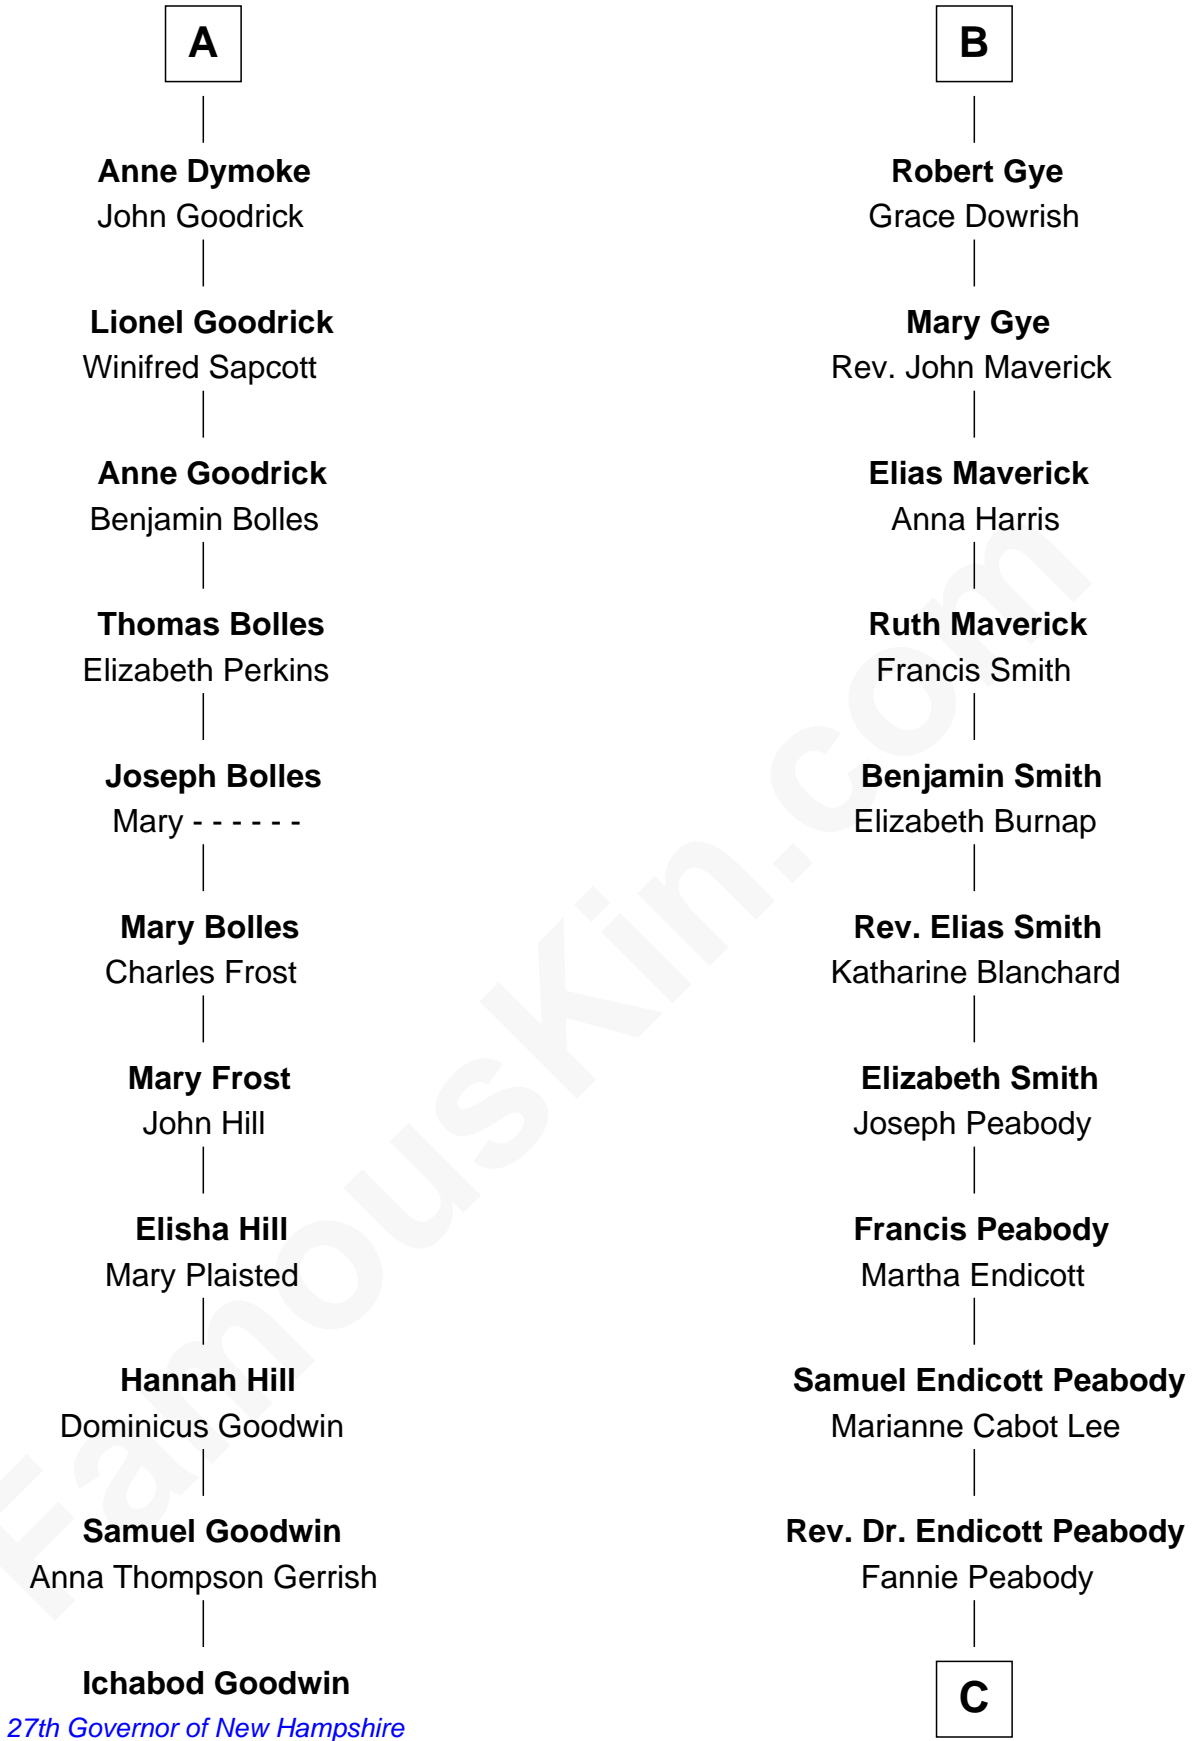 A
Anne Dymoke
John Goodrick
Lionel Goodrick
Winifred Sapcott
Anne Goodrick
Benjamin Bolles
Thomas Bolles
Elizabeth Perkins
Joseph Bolles
Mary - - - - - -
Mary Bolles
Charles Frost
Mary Frost
John Hill
Elisha Hill
Mary Plaisted
Hannah Hill
Dominicus Goodwin
Samuel Goodwin
Anna Thompson Gerrish
Ichabod Goodwin
27th Governor of New Hampshire
B
Robert Gye
Grace Dowrish
Mary Gye
Rev. John Maverick
Elias Maverick
Anna Harris
Ruth Maverick
Francis Smith
Benjamin Smith
Elizabeth Burnap
Rev. Elias Smith
Katharine Blanchard
Elizabeth Smith
Joseph Peabody
Francis Peabody
Martha Endicott
Samuel Endicott Peabody
Marianne Cabot Lee
Rev. Dr. Endicott Peabody
Fannie Peabody
C
FamousKin.com